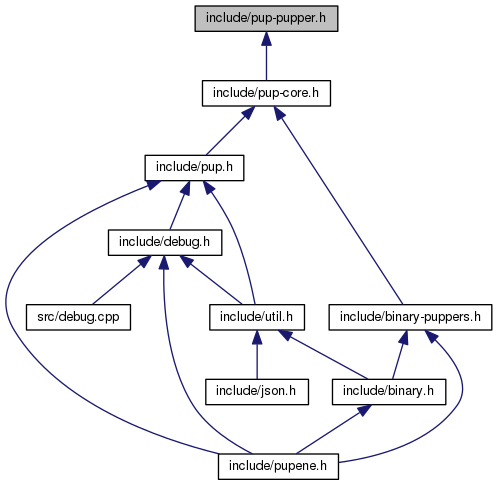 include/pup-pupper.h
include/pup-core.h
include/pup.h
include/debug.h
src/debug.cpp
include/util.h
include/binary-puppers.h
include/json.h
include/binary.h
include/pupene.h